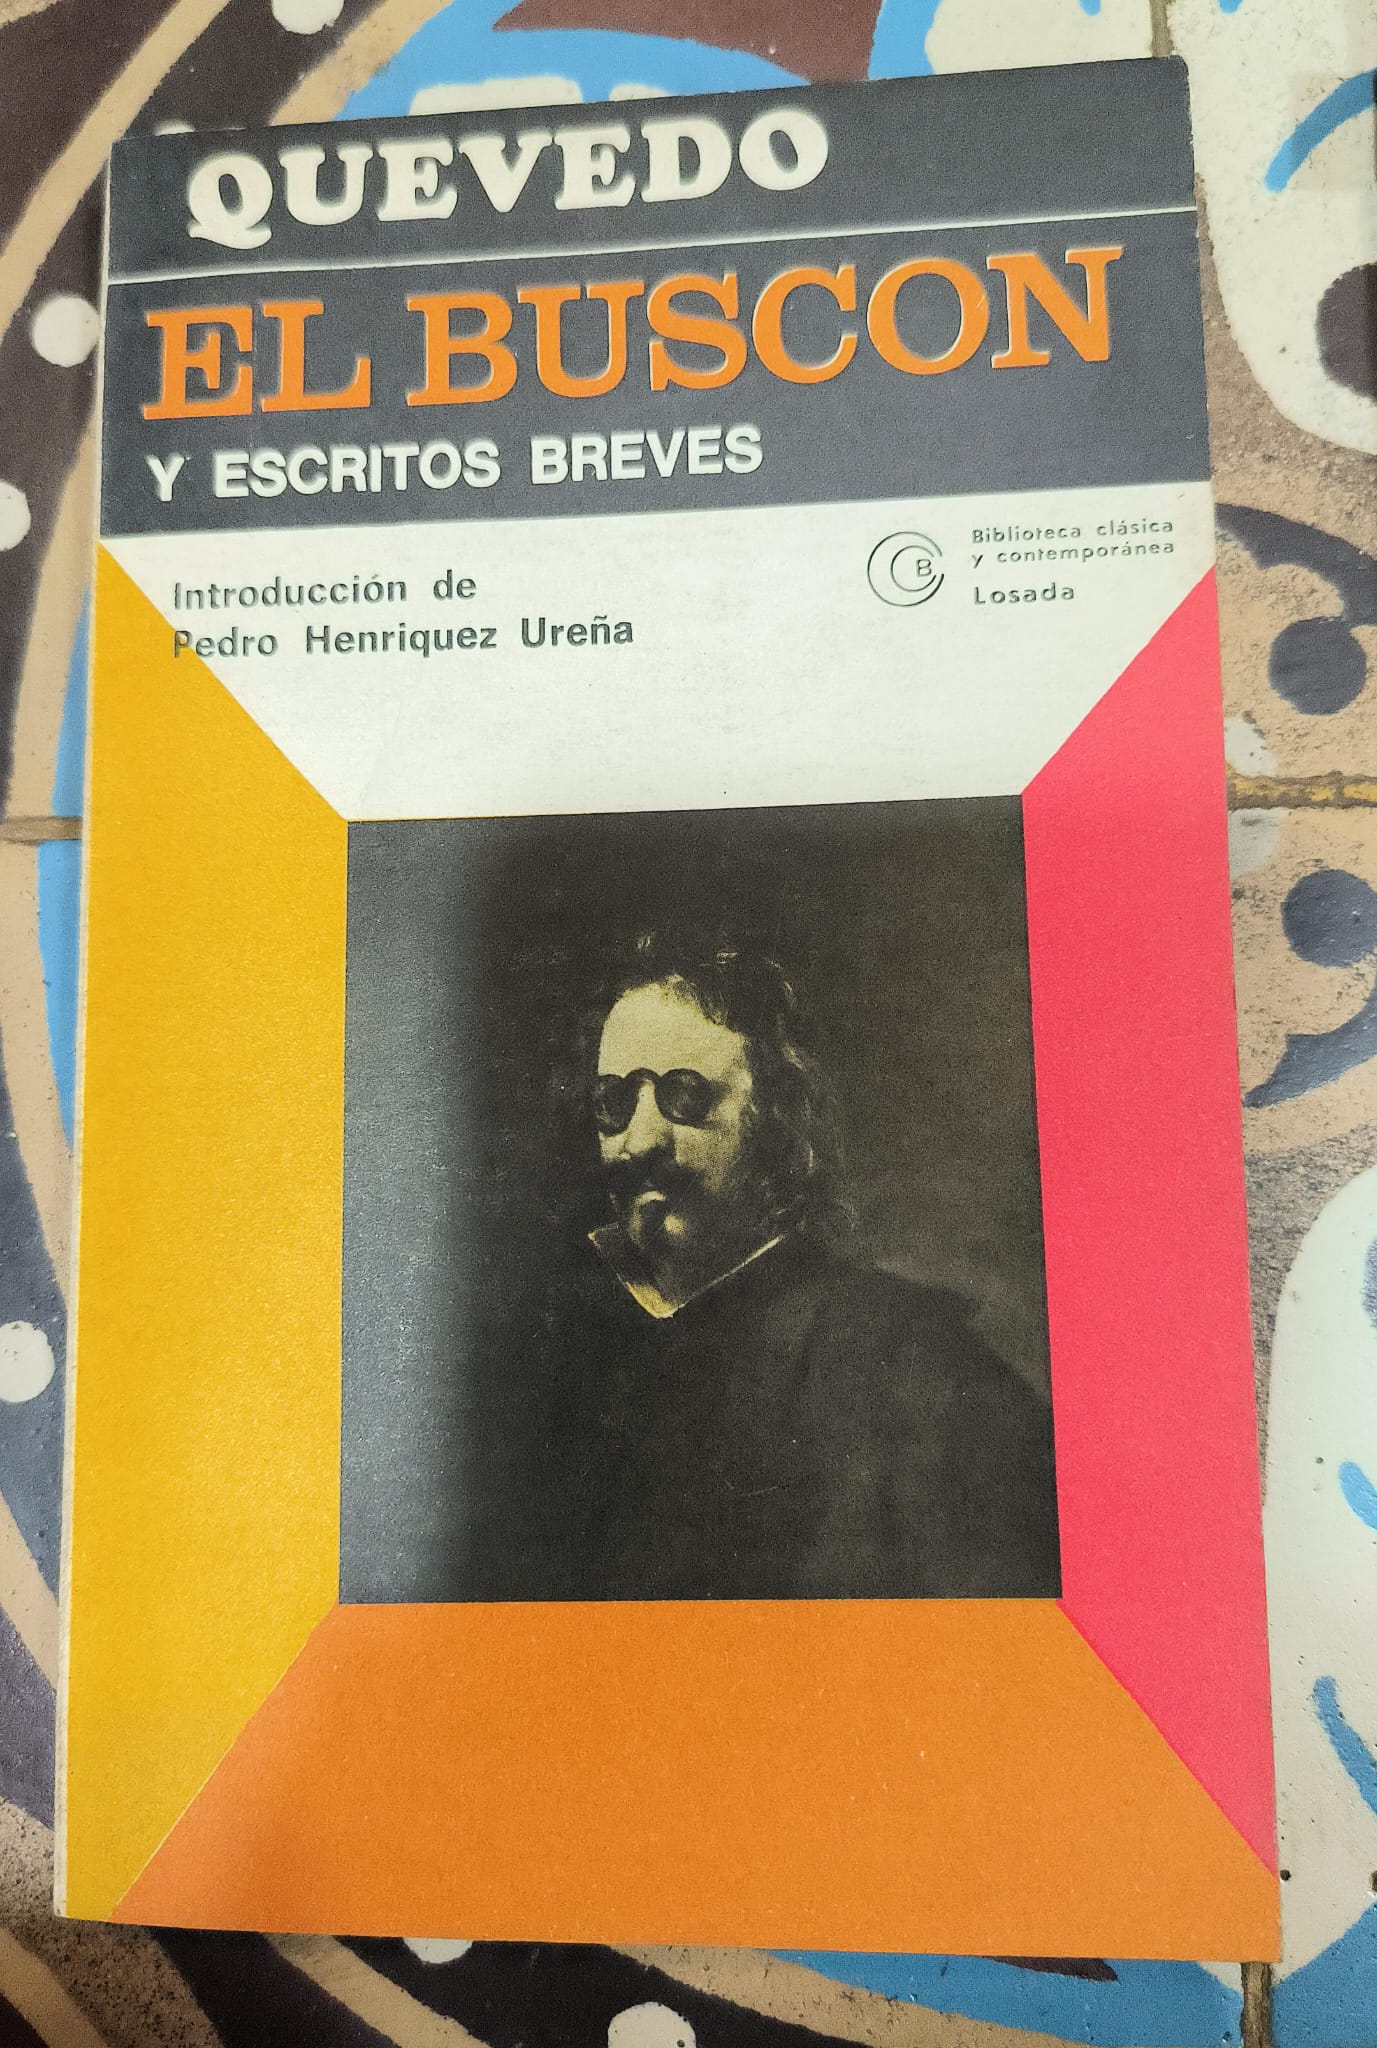 QUEVEDO
EL BUSCON
Y ESCRITOS BREVES
Introducción de
Pedro Henriquez Ureña
B
Biblioteca clásica
y contemporánea
Losada